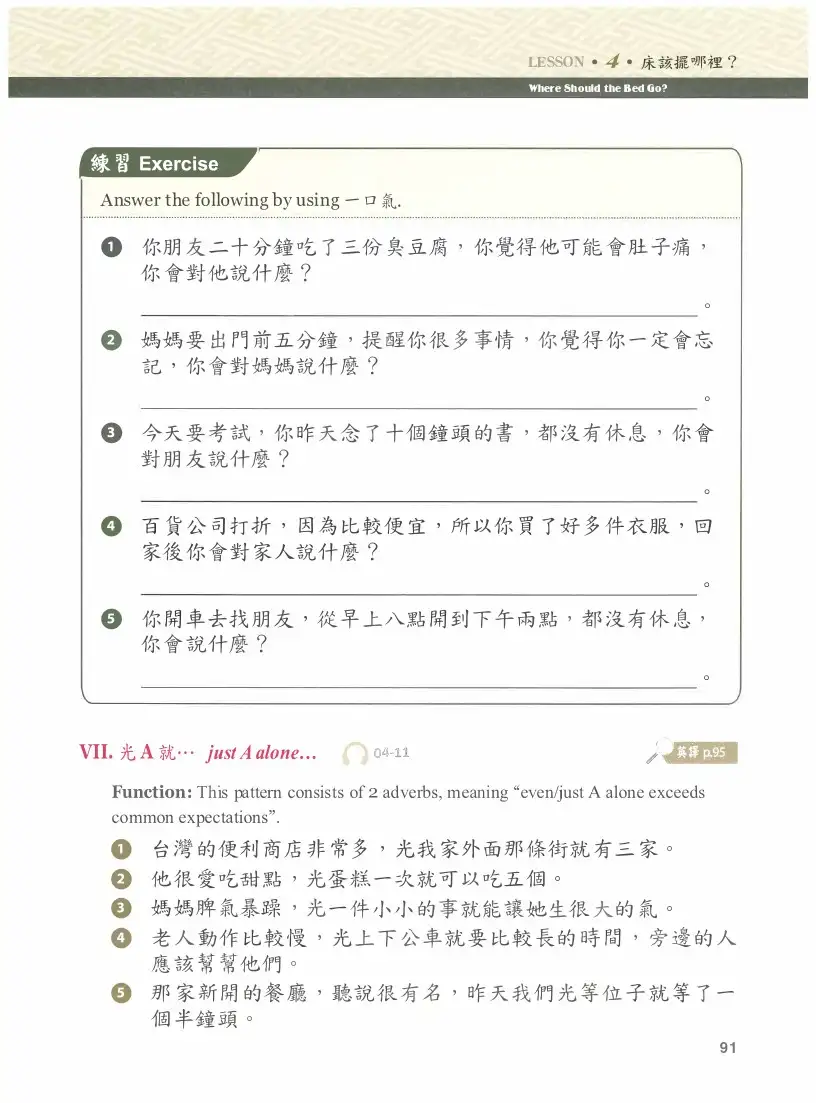 LESSON • 4 • 床該擺哪裡？
Where Should the Bed Go?
練習 Exercise
Answer the following by using 一口氣.
1 你朋友二十分鐘吃了三份臭豆腐，你覺得他可能會肚子痛，
你會對他說什麼？
。
2 媽媽要出門前五分鐘，提醒你很多事情，你覺得你一定會忘
記，你會對媽媽說什麼？
。
3 今天要考試，你昨天念了十個鐘頭的書，都沒有休息，你會
對朋友說什麼？
。
4 百貨公司打折，因為比較便宜，所以你買了好多件衣服，回
家後你會對家人說什麼？
。
5 你開車去找朋友，從早上八點開到下午兩點，都沒有休息，
你會說什麼？
。
VII. 光 A 就… just A alone… 04-11 英譯 p.95
Function: This pattern consists of 2 adverbs, meaning “even/just A alone exceeds
common expectations”.
1 台灣的便利商店非常多，光我家外面那條街就有三家。
2 他很愛吃甜點，光蛋糕一次就可以吃五個。
3 媽媽脾氣暴躁，光一件小小的事就能讓她生很大的氣。
4 老人動作比較慢，光上下公車就要比較長的時間，旁邊的人
應該幫幫他們。
5 那家新開的餐廳，聽說很有名，昨天我們光等位子就等了一
個半鐘頭。
91